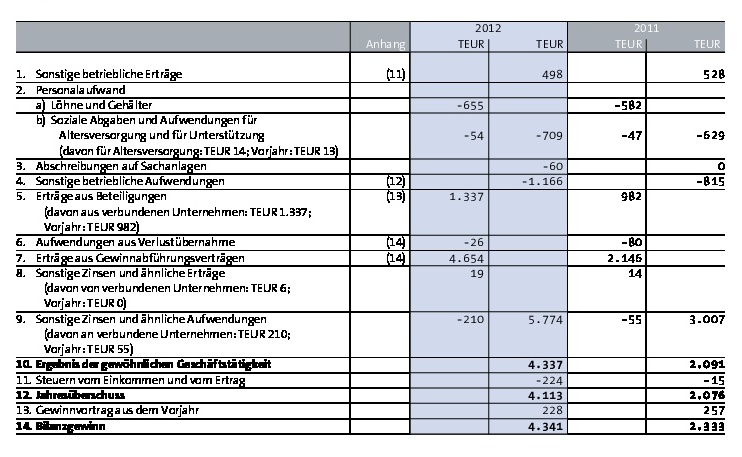 2012 2011
Anhang TEUR TEUR TEUR TEUR
1. Sonstige betriebliche Erträge (11) 498 528
2. Personalaufwand
a) Löhne und Gehälter -655 -582
b) Soziale Abgaben und Aufwendungen für
Altersversorgung und für Unterstützung -54 -709 -47 -629
(davon für Altersversorgung: TEUR 14; Vorjahr: TEUR 13)
3. Abschreibungen auf Sachanlagen -60 0
4. Sonstige betriebliche Aufwendungen (12) -1.166 -815
5. Erträge aus Beteiligungen (13) 1.337 982
(davon aus verbundenen Unternehmen: TEUR 1.337;
Vorjahr: TEUR 982)
6. Aufwendungen aus Verlustübernahme (14) -26 -80
7. Erträge aus Gewinnabführungsverträgen (14) 4.654 2.146
8. Sonstige Zinsen und ähnliche Erträge 19 14
(davon von verbundenen Unternehmen: TEUR 6;
Vorjahr: TEUR 0)
9. Sonstige Zinsen und ähnliche Aufwendungen -210 5.774 -55 3.007
(davon an verbundene Unternehmen: TEUR 210;
Vorjahr: TEUR 55)
10. Ergebnis der gewöhnlichen Geschäftstätigkeit 4.337 2.091
11. Steuern vom Einkommen und vom Ertrag -224 -15
12. Jahresüberschuss 4.113 2.076
13. Gewinnvortrag aus dem Vorjahr 228 257
14. Bilanzgewinn 4.341 2.333